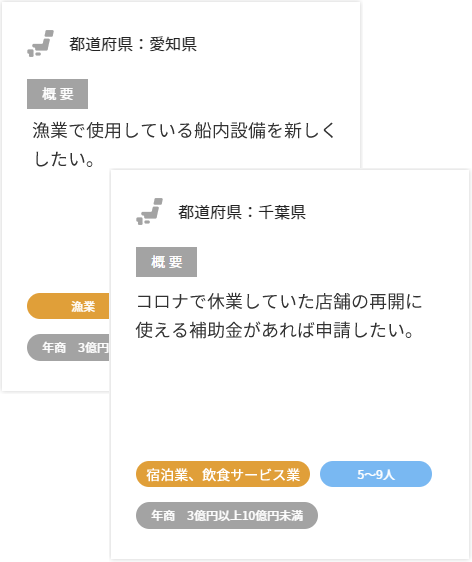 都道府県：愛知県
概 要
漁業で使用している船内設備を新しく
したい。
漁業
年商　3億円
都道府県：千葉県
概 要
コロナで休業していた店舗の再開に
使える補助金があれば申請したい。
宿泊業、飲食サービス業
5〜9人
年商　3億円以上10億円未満